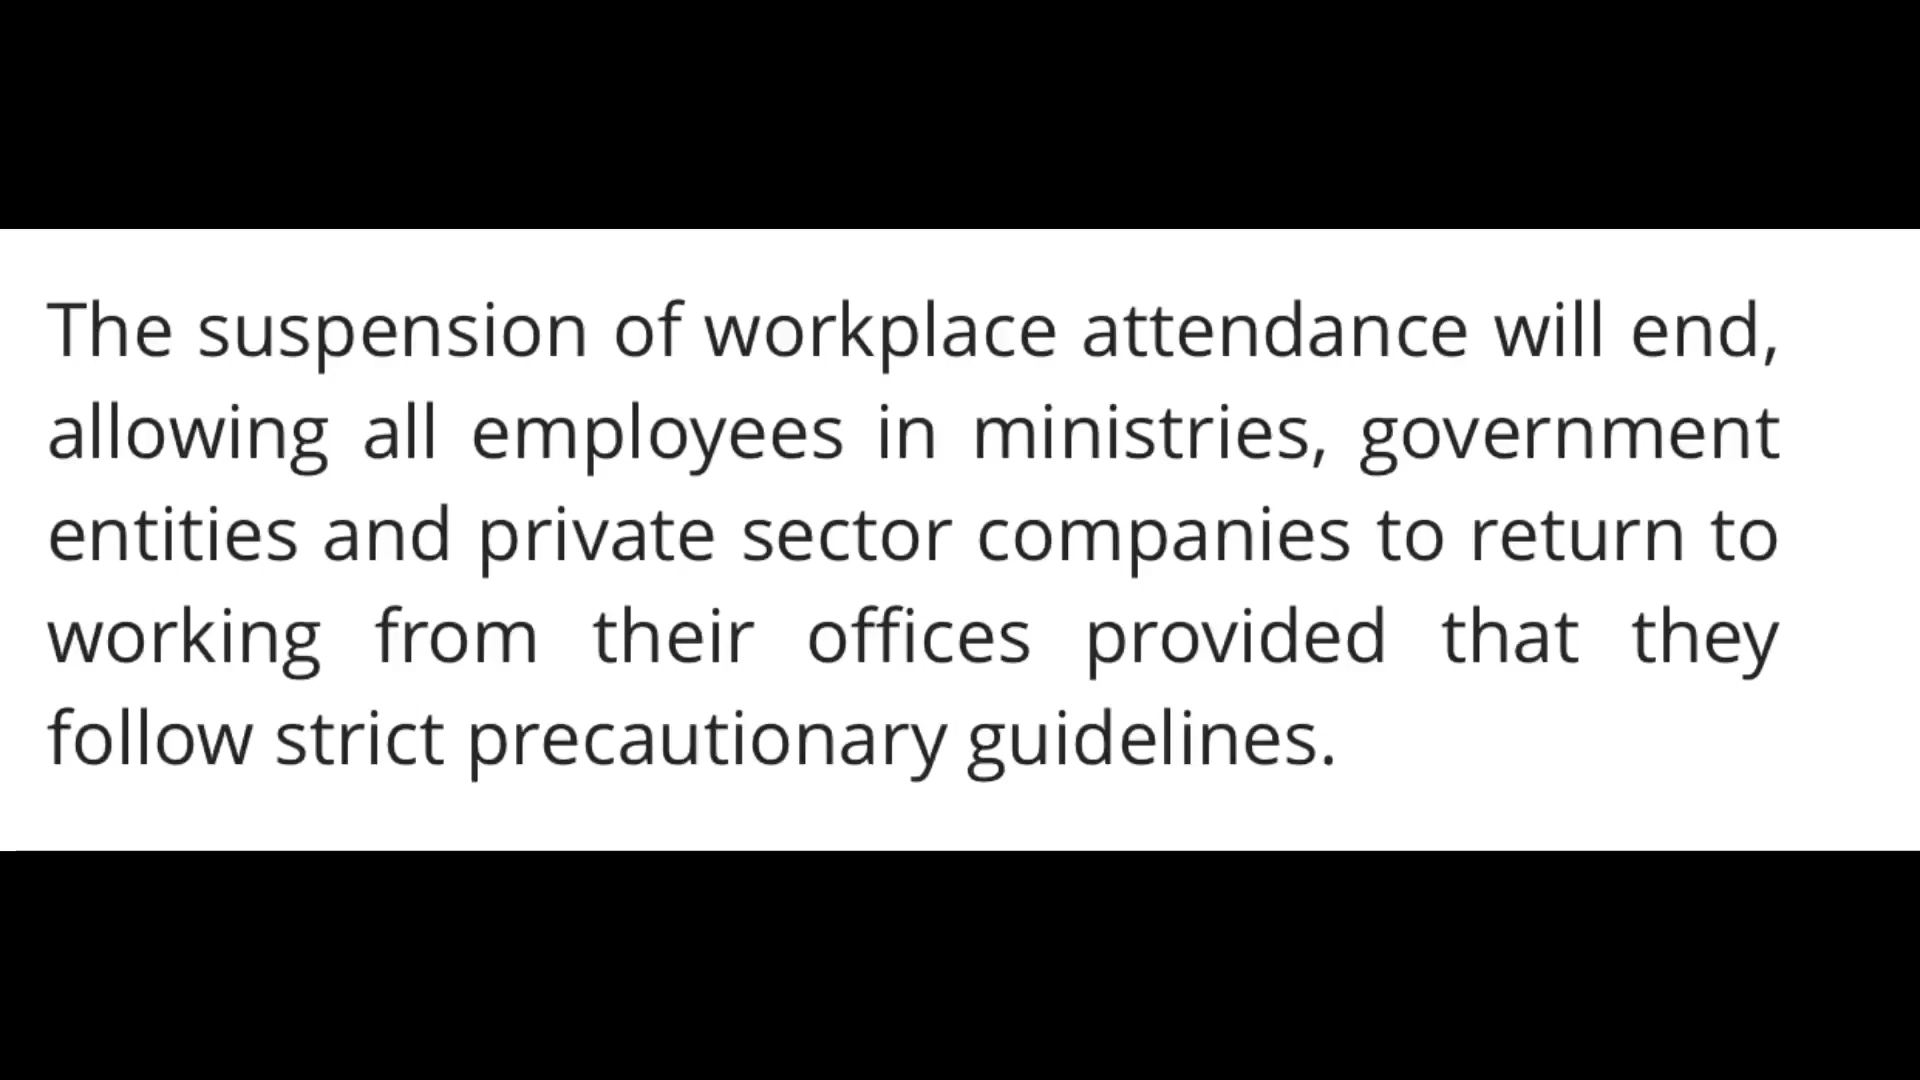 The suspension of workplace attendance will end,
allowing all employees in ministries, government
entities and private sector companies to return to
working from their offices provided that they
follow strict precautionary guidelines.